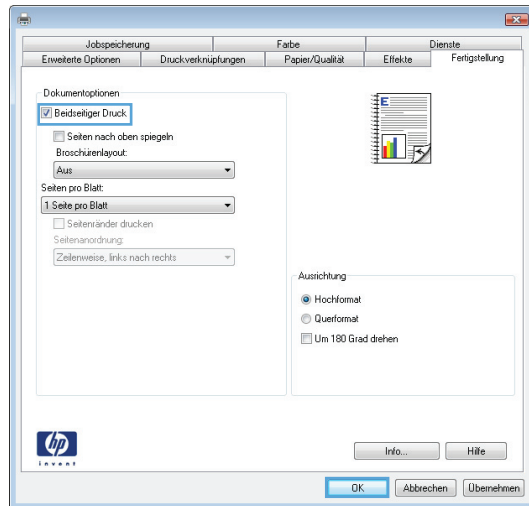 Jobspeicherung Farbe Dienste
Erweiterte Optionen Druckverknüpfungen Papier/Qualität Effekte Fertigstellung
Dokumentoptionen
Beidseitiger Druck
Seiten nach oben spiegeln
Broschürenlayout:
Aus
Seiten pro Blatt:
1 Seite pro Blatt
Seitenränder drucken
Seitenanordnung:
Zeilenweise, links nach rechts
E
Ausrichtung
Hochformat
Querformat
Um 180 Grad drehen
hp
invent
Info... Hilfe
OK Abbrechen Übernehmen